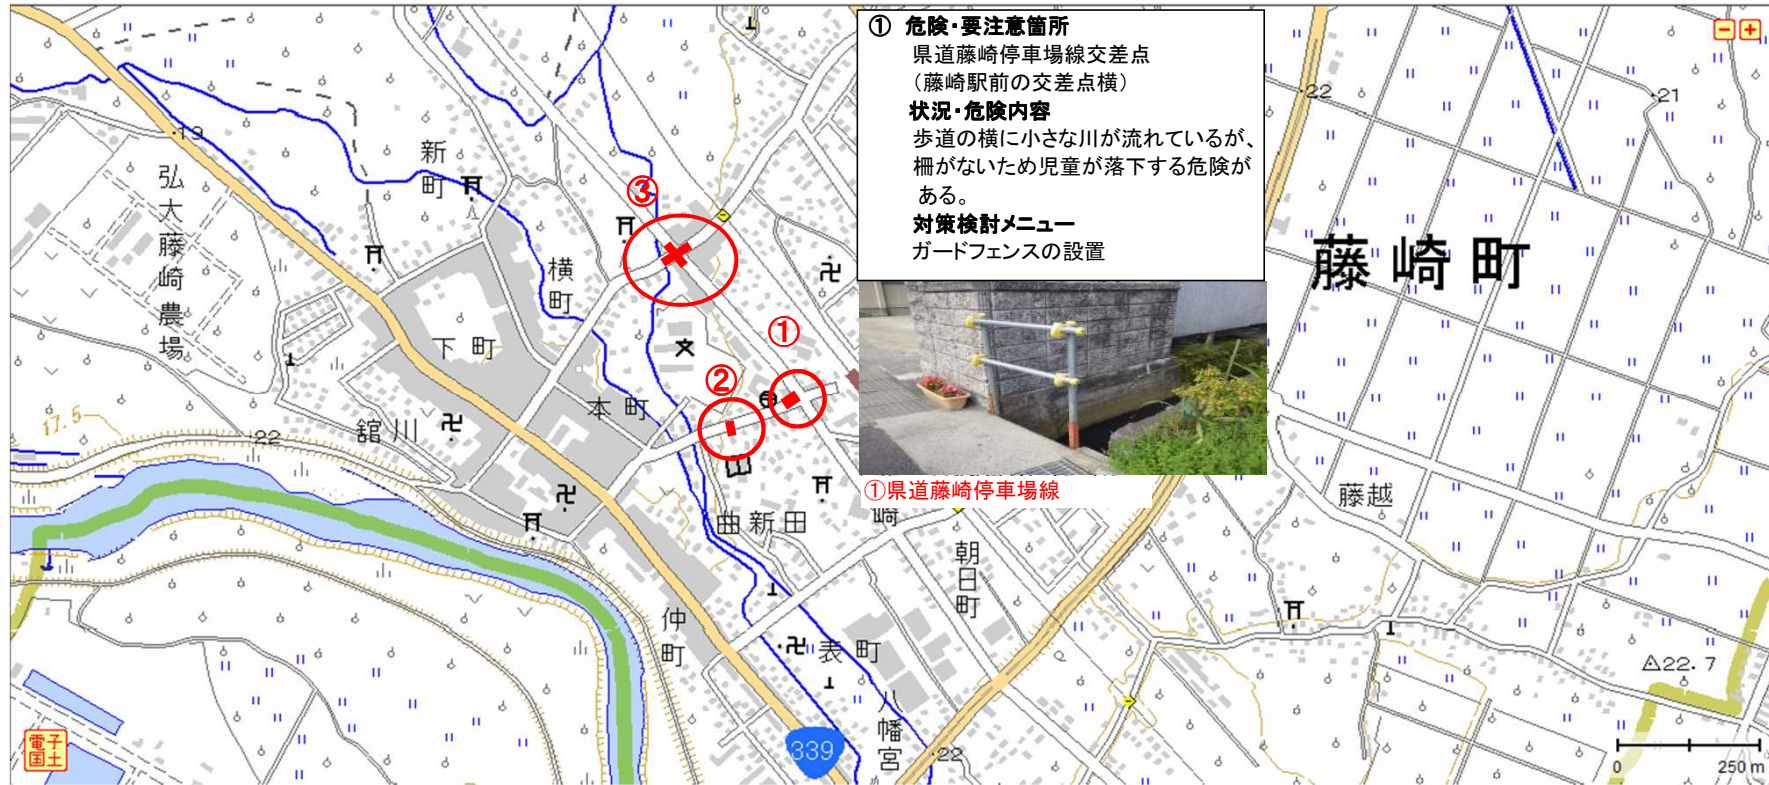 ① 危険・要注意箇所
県道藤崎停車場線交差点
（藤崎駅前の交差点横）
状況・危険内容
歩道の横に小さな川が流れているが、
柵がないため児童が落下する危険が
ある。
対策検討メニュー
ガードフェンスの設置
①県道藤崎停車場線
①
②
③
藤崎町
弘大藤崎農場
新町
横町
下町
本町
舘川
仲町
曲新田
表町
八幡宮
朝日町
崎
藤越
19
17.5
22
22
21
22
22.7
339
電子国土
0
250 m